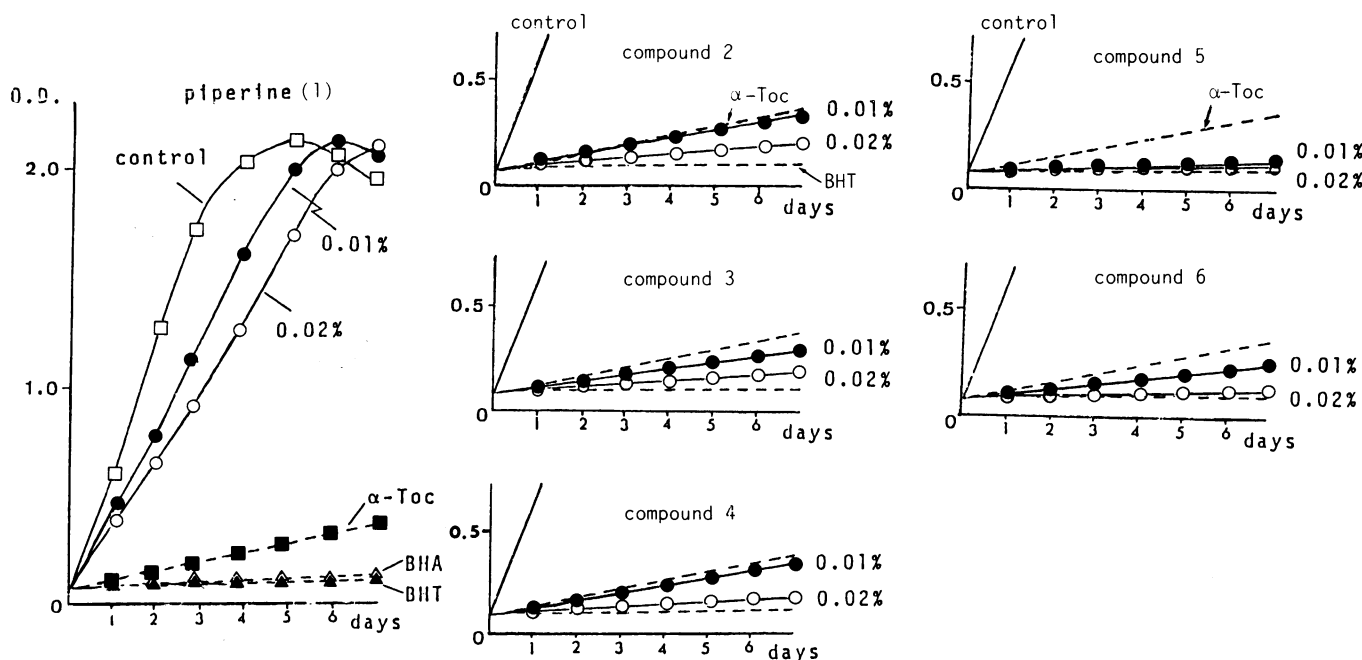 O.D.
piperine (1)
control
2.0
0.01%
0.02%
1.0
α-Toc
BHA
BHT
0
1 2 3 4 5 6
days
control
compound 2
0.5
α-Toc
0.01%
0.02%
BHT
0
1 2 3 4 5 6
days
compound 3
0.5
0.01%
0.02%
0
1 2 3 4 5 6
days
compound 4
0.5
0.01%
0.02%
0
1 2 3 4 5 6
days
control
compound 5
0.5
α-Toc
0.01%
0.02%
0
1 2 3 4 5 6
days
compound 6
0.5
0.01%
0.02%
0
1 2 3 4 5 6
days